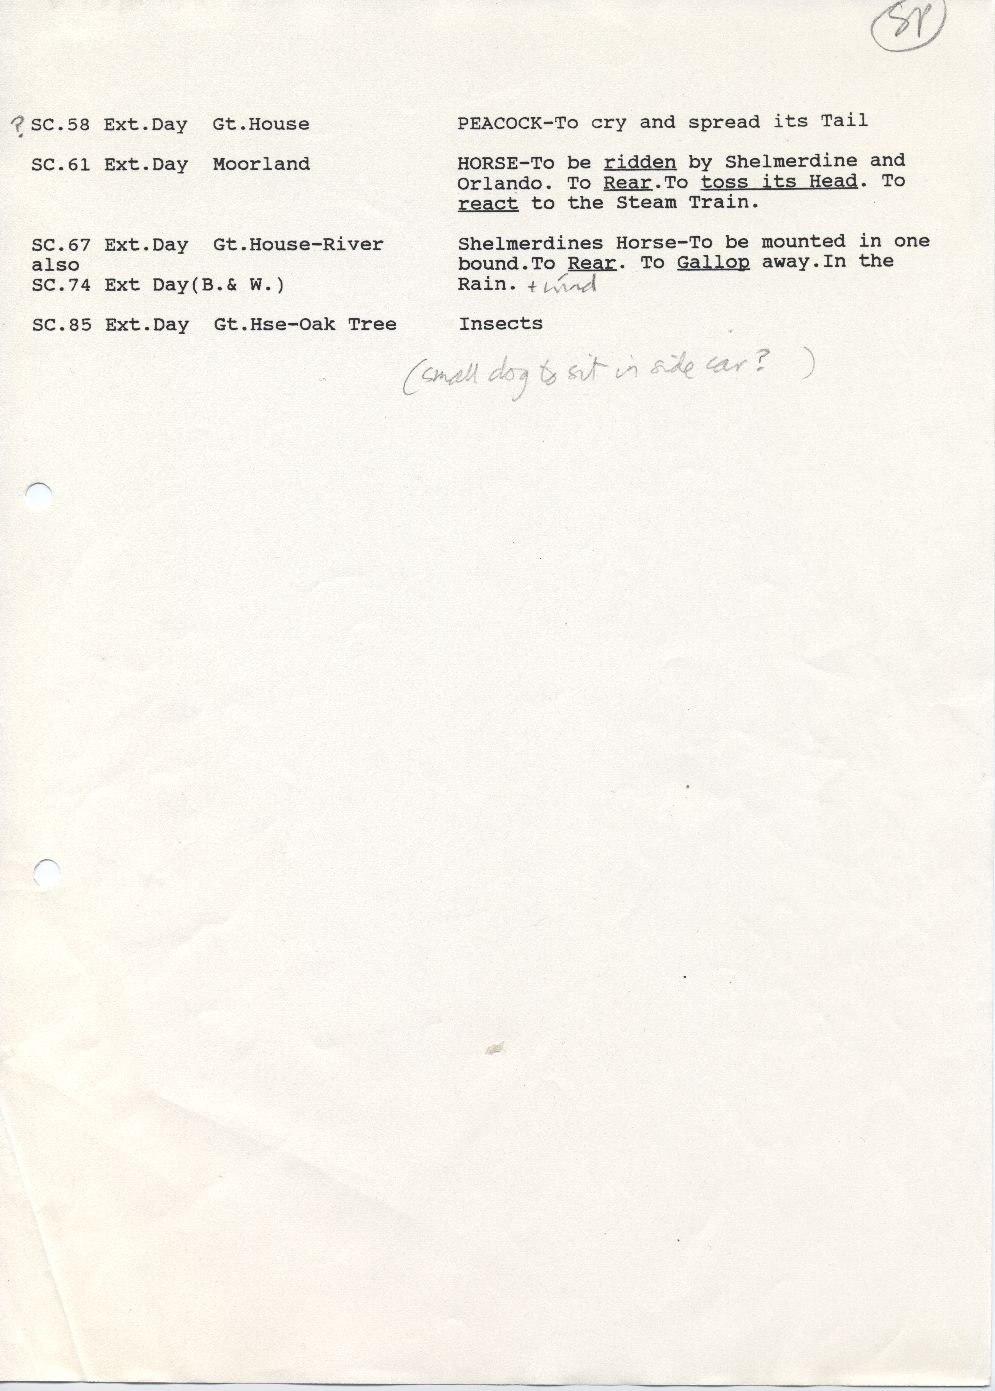 SP
? SC.58 Ext.Day Gt.House PEACOCK-To cry and spread its Tail
SC.61 Ext.Day Moorland HORSE-To be ridden by Shelmerdine and
Orlando. To Rear.To toss its Head. To
react to the Steam Train.
SC.67 Ext.Day Gt.House-River Shelmerdines Horse-To be mounted in one
also bound.To Rear. To Gallop away.In the
SC.74 Ext Day(B.& W.) Rain. + wind
SC.85 Ext.Day Gt.Hse-Oak Tree Insects
(small dog to sit in side car? )